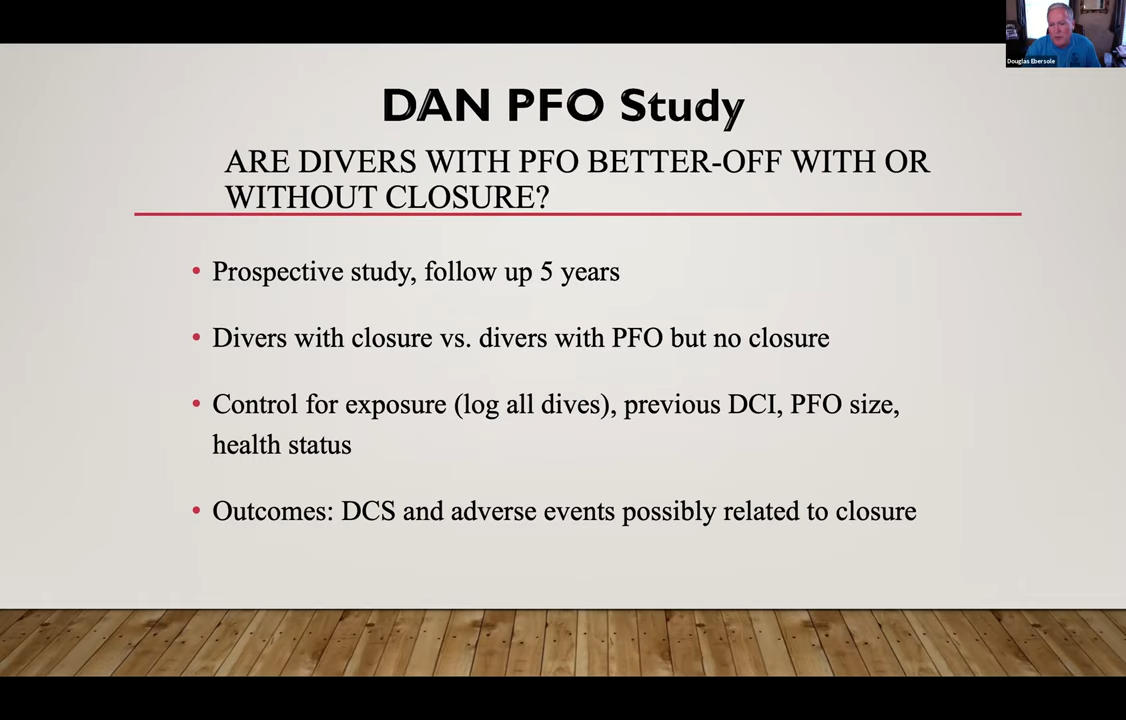 Douglas Ebersole
DAN PFO Study
ARE DIVERS WITH PFO BETTER-OFF WITH OR
WITHOUT CLOSURE?
• Prospective study, follow up 5 years
• Divers with closure vs. divers with PFO but no closure
• Control for exposure (log all dives), previous DCI, PFO size,
health status
• Outcomes: DCS and adverse events possibly related to closure